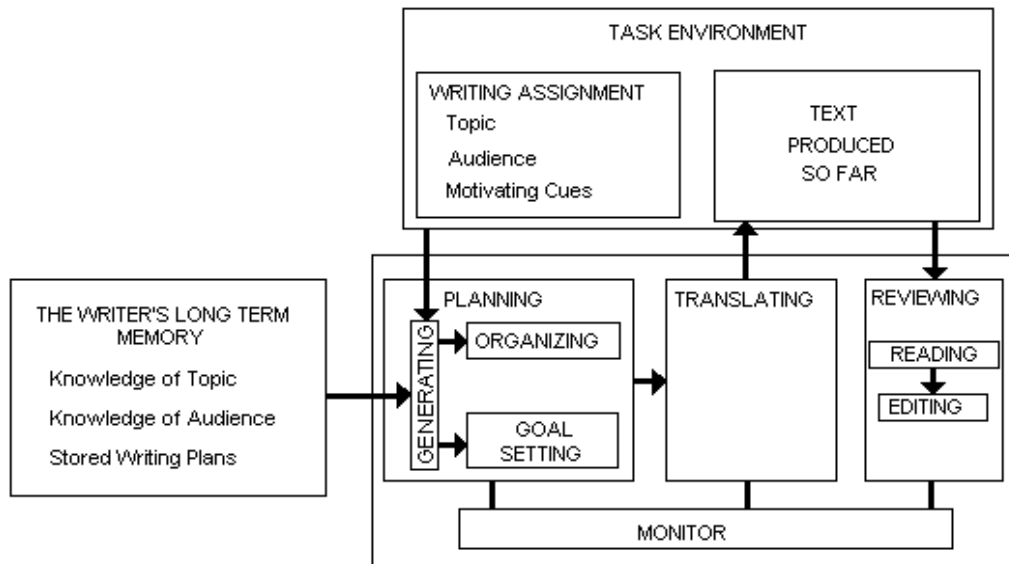 TASK ENVIRONMENT
WRITING ASSIGNMENT
Topic
Audience
Motivating Cues
TEXT
PRODUCED
SO FAR
THE WRITER'S LONG TERM
MEMORY
Knowledge of Topic
Knowledge of Audience
Stored Writing Plans
PLANNING
GENERATING
ORGANIZING
GOAL
SETTING
TRANSLATING
REVIEWING
READING
EDITING
MONITOR